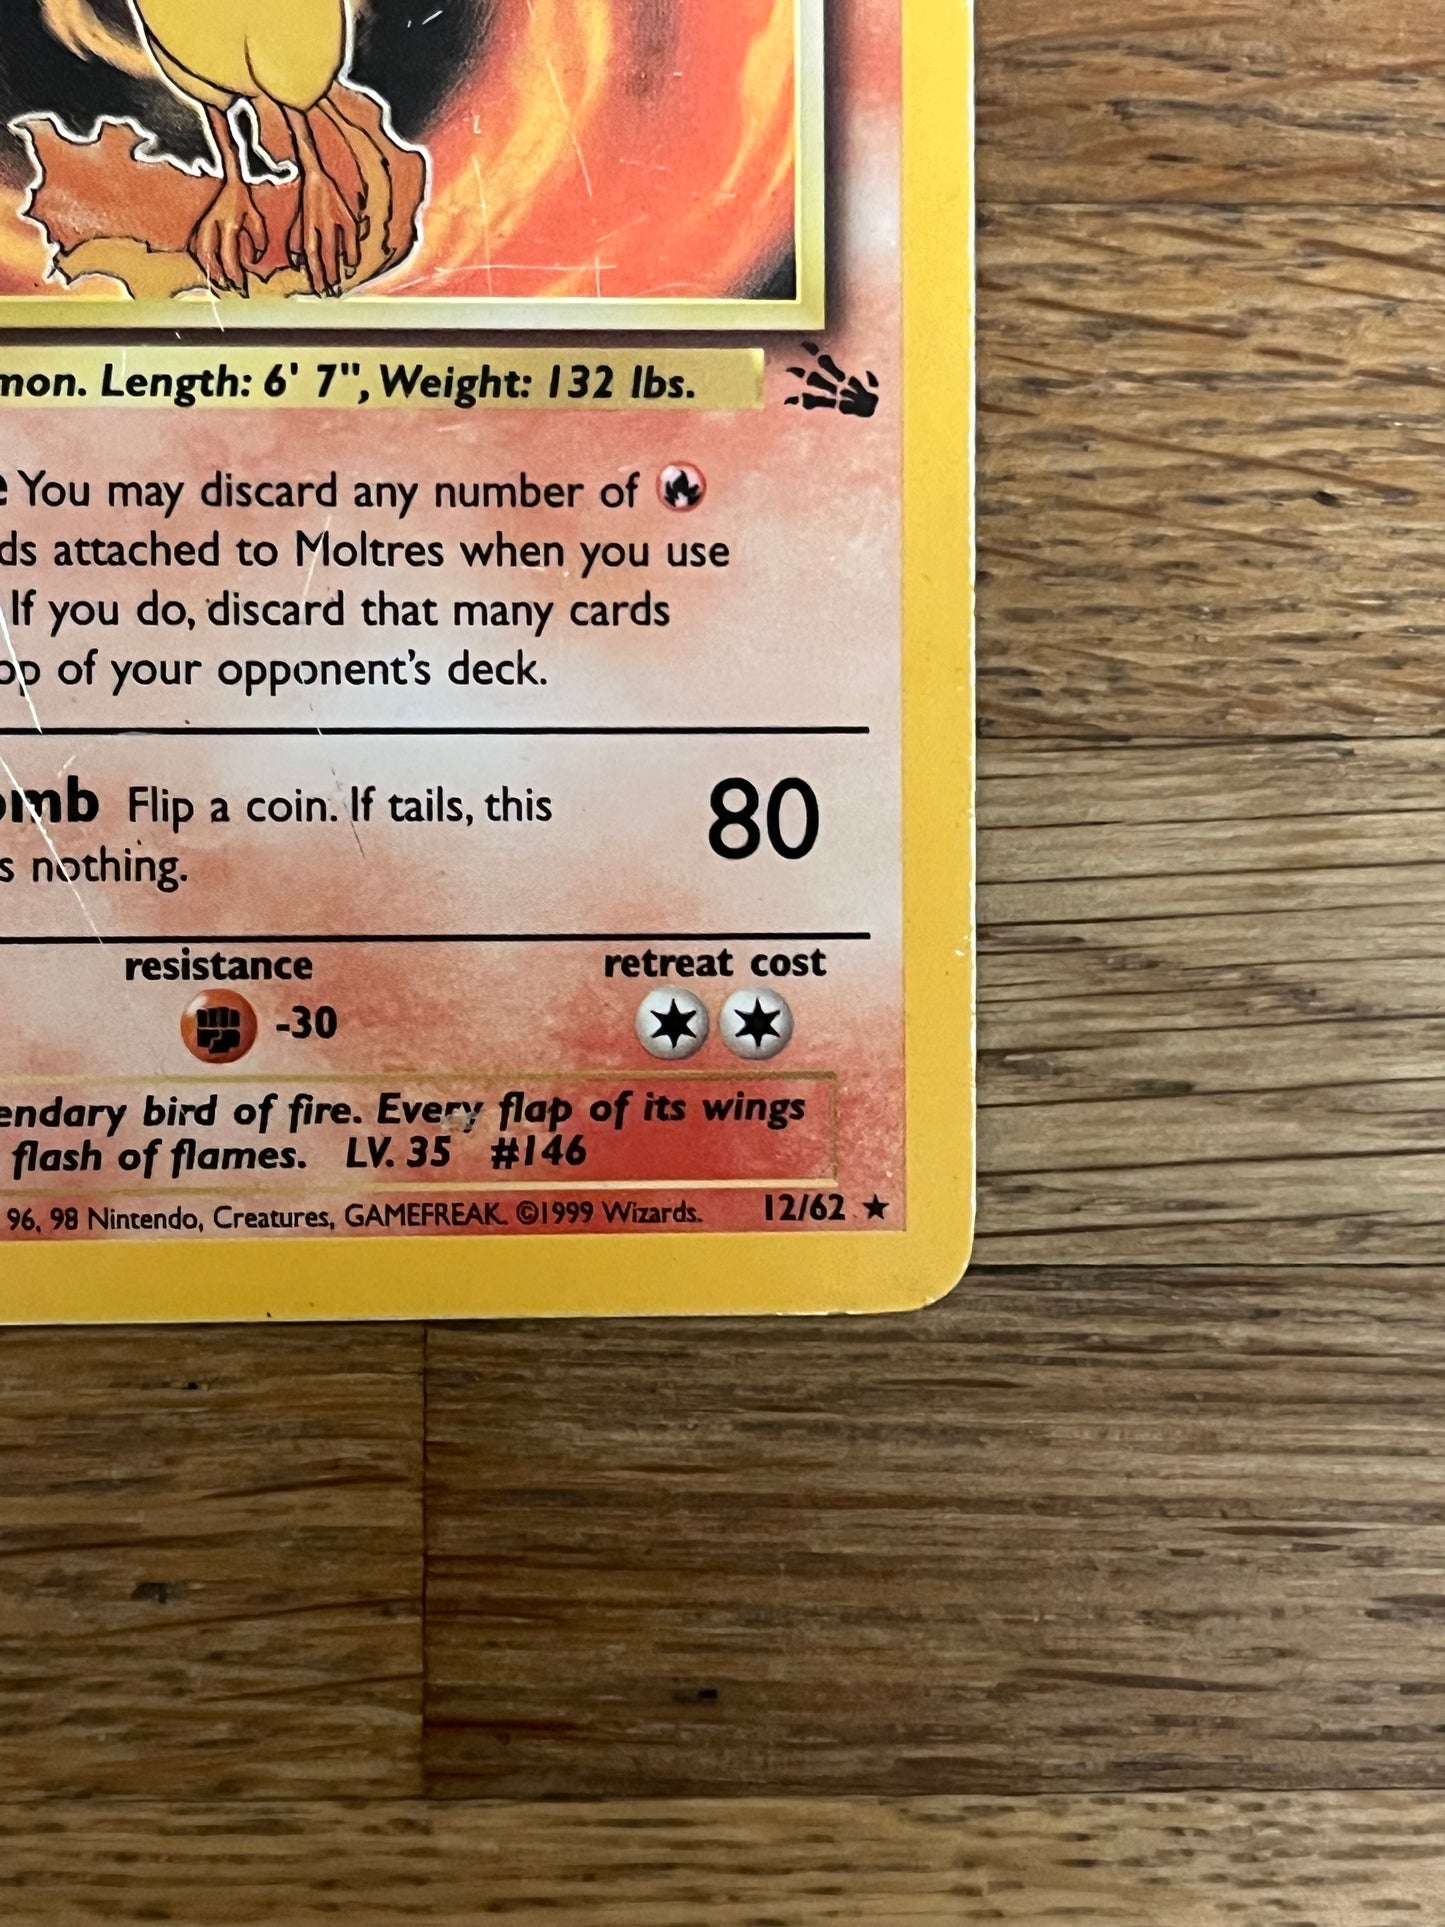 mon. Length: 6' 7", Weight: 132 lbs.
e You may discard any number of
ds attached to Moltres when you use
If you do, discard that many cards
op of your opponent's deck.
omb Flip a coin. If tails, this
s nothing.
80
resistance
-30
retreat cost
endary bird of fire. Every flap of its wings
flash of flames. LV. 35 #146
96, 98 Nintendo, Creatures, GAMEFREAK. ©1999 Wizards. 12/62 ★